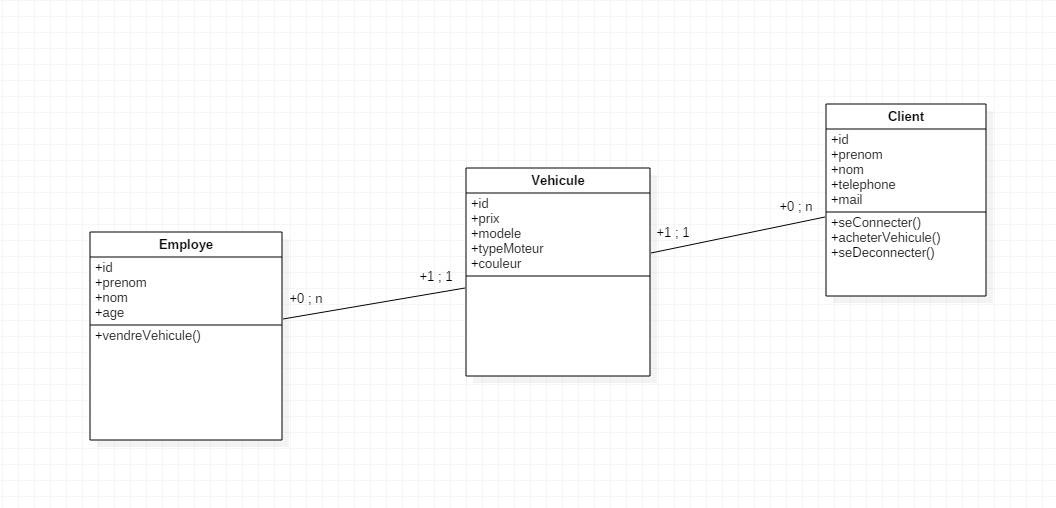 Employe
+id
+prenom
+nom
+age
+vendreVehicule()
+0 ; n
+1 ; 1
Vehicule
+id
+prix
+modele
+typeMoteur
+couleur
+1 ; 1
+0 ; n
Client
+id
+prenom
+nom
+telephone
+mail
+seConnecter()
+acheterVehicule()
+seDeconnecter()